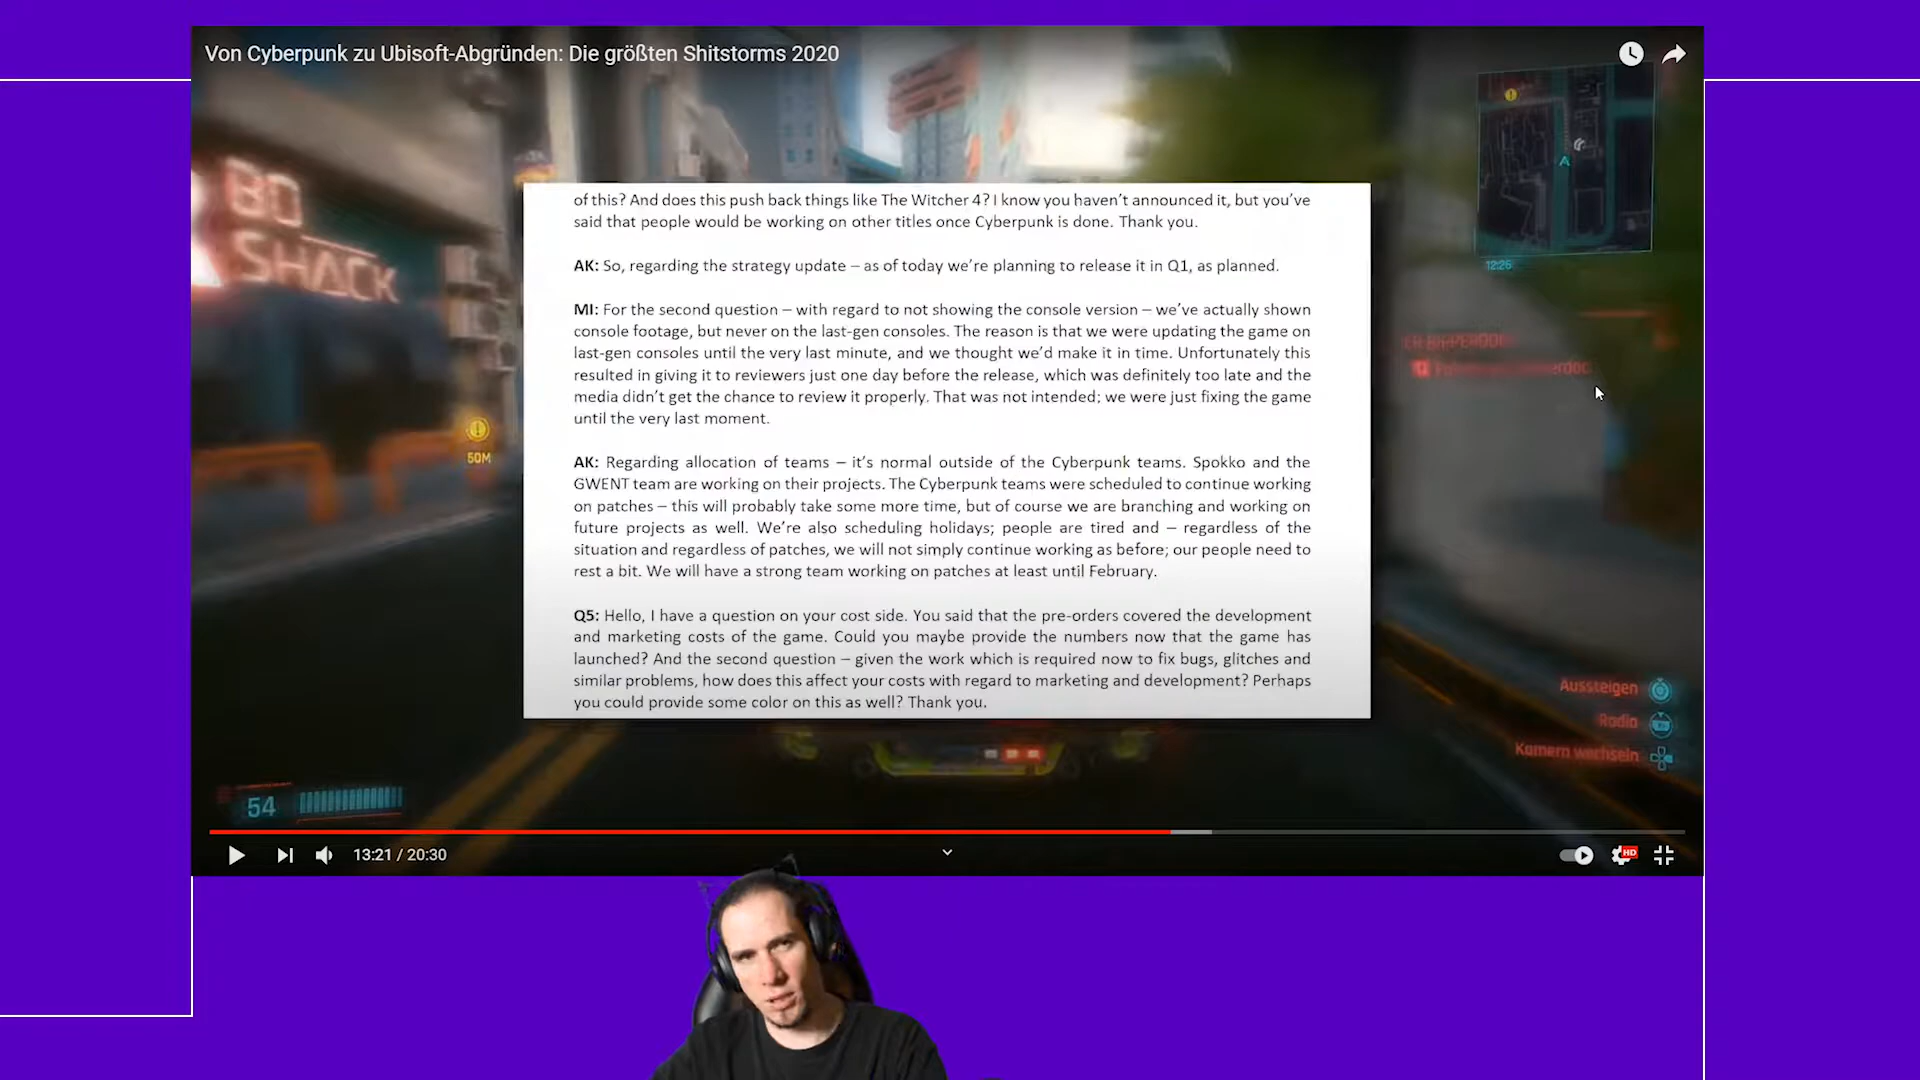 Von Cyberpunk zu Ubisoft-Abgründen: Die größten Shitstorms 2020
BD
SHACK
12:26
50M
of this? And does this push back things like The Witcher 4? I know you haven't announced it, but you've
said that people would be working on other titles once Cyberpunk is done. Thank you.
AK: So, regarding the strategy update – as of today we're planning to release it in Q1, as planned.
MI: For the second question – with regard to not showing the console version – we've actually shown
console footage, but never on the last-gen consoles. The reason is that we were updating the game on
last-gen consoles until the very last minute, and we thought we'd make it in time. Unfortunately this
resulted in giving it to reviewers just one day before the release, which was definitely too late and the
media didn't get the chance to review it properly. That was not intended; we were just fixing the game
until the very last moment.
AK: Regarding allocation of teams – it's normal outside of the Cyberpunk teams. Spokko and the
GWENT team are working on their projects. The Cyberpunk teams were scheduled to continue working
on patches – this will probably take some more time, but of course we are branching and working on
future projects as well. We're also scheduling holidays; people are tired and – regardless of the
situation and regardless of patches, we will not simply continue working as before; our people need to
rest a bit. We will have a strong team working on patches at least until February.
Q5: Hello, I have a question on your cost side. You said that the pre-orders covered the development
and marketing costs of the game. Could you maybe provide the numbers now that the game has
launched? And the second question – given the work which is required now to fix bugs, glitches and
similar problems, how does this affect your costs with regard to marketing and development? Perhaps
you could provide some color on this as well? Thank you.
Aussteigen
Radio
Kamera wechseln
54
13:21 / 20:30
HD